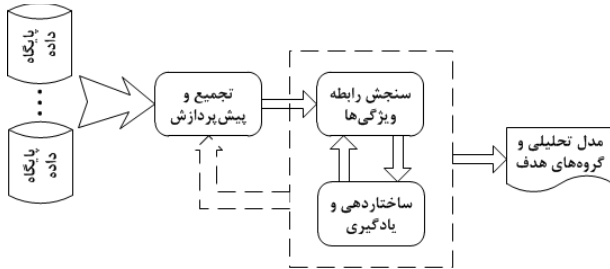 پایگاه
داده
...
پایگاه
داده
تجمیع و
پیش‌پردازش
سنجش رابطه
ویژگی‌ها
ساختاردهی و
یادگیری
مدل تحلیلی و
گروه‌های هدف